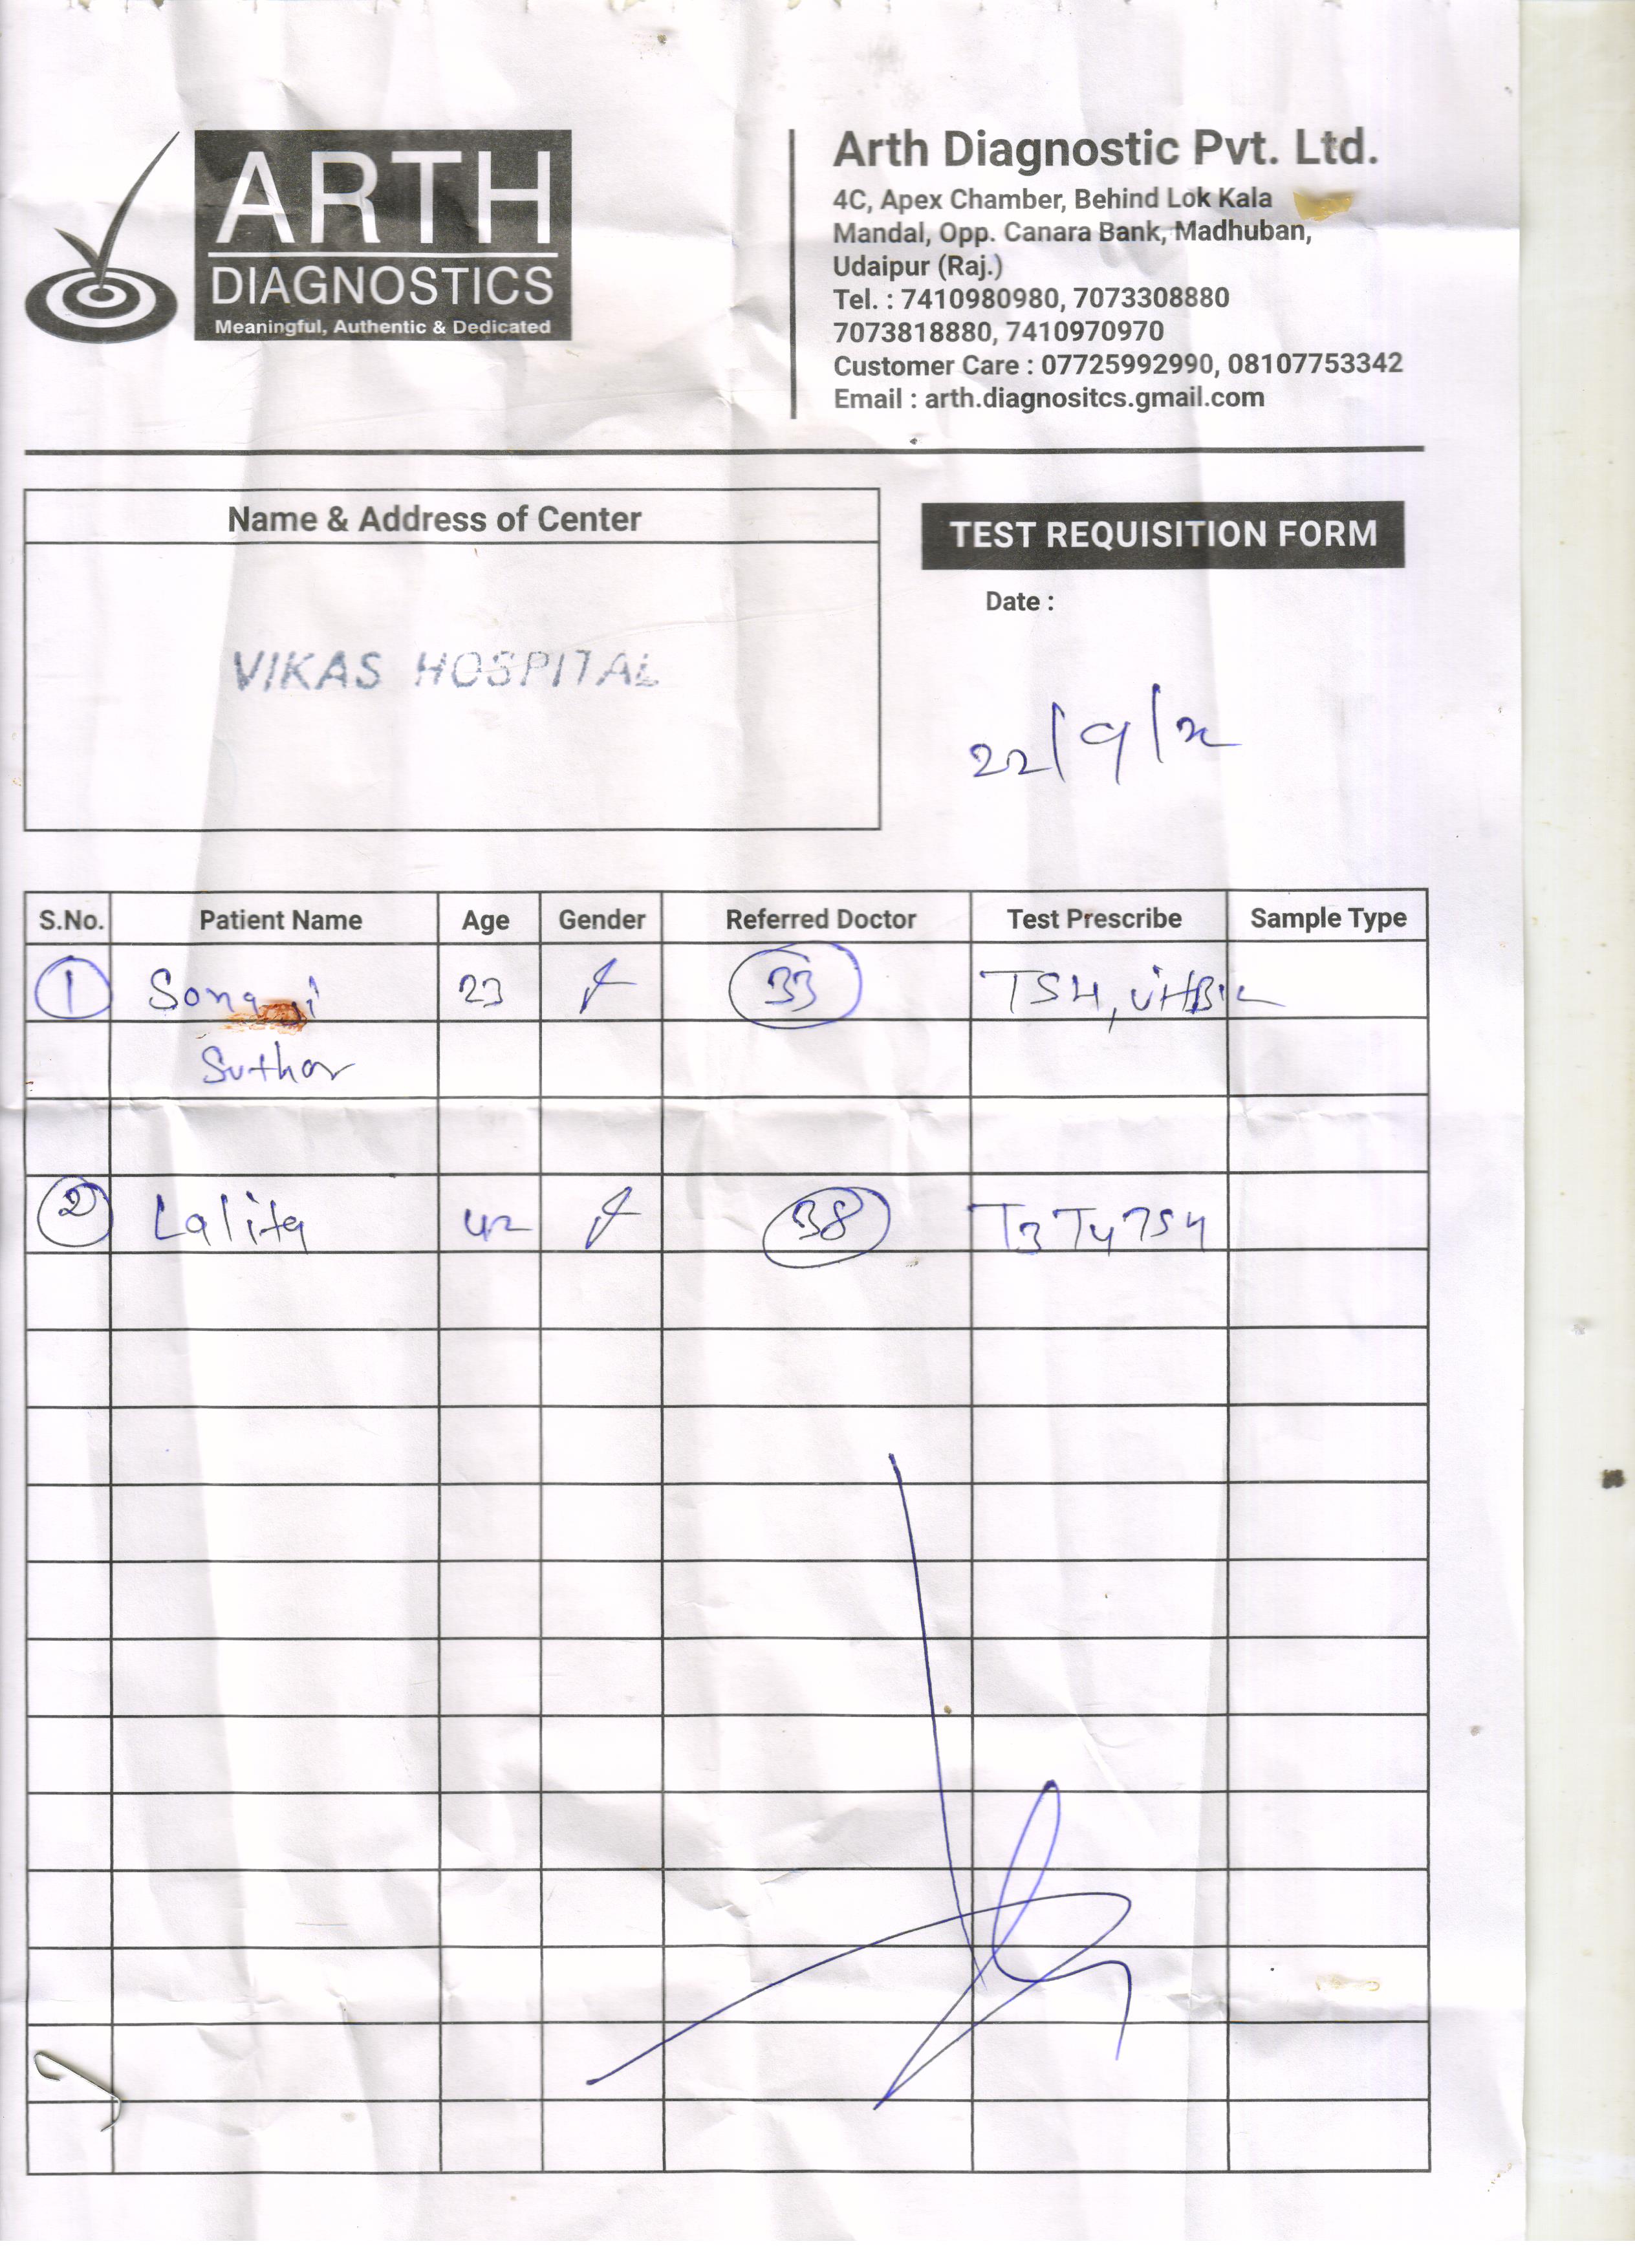 ARTH
DIAGNOSTICS
Meaningful, Authentic & Dedicated
Arth Diagnostic Pvt. Ltd.
4C, Apex Chamber, Behind Lok Kala
Mandal, Opp. Canara Bank, Madhuban,
Udaipur (Raj.)
Tel. : 7410980980, 7073308880
7073818880, 7410970970
Customer Care : 07725992990, 08107753342
Email : arth.diagnositcs.gmail.com
Name & Address of Center
VIKAS HOSPITAL
TEST REQUISITION FORM
Date :
22/9/
S.No. Patient Name Age Gender Referred Doctor Test Prescribe Sample Type
1 23 f 33 TSH,
Suthar
2 Lalita 42 f 38 T3 T4 TSH